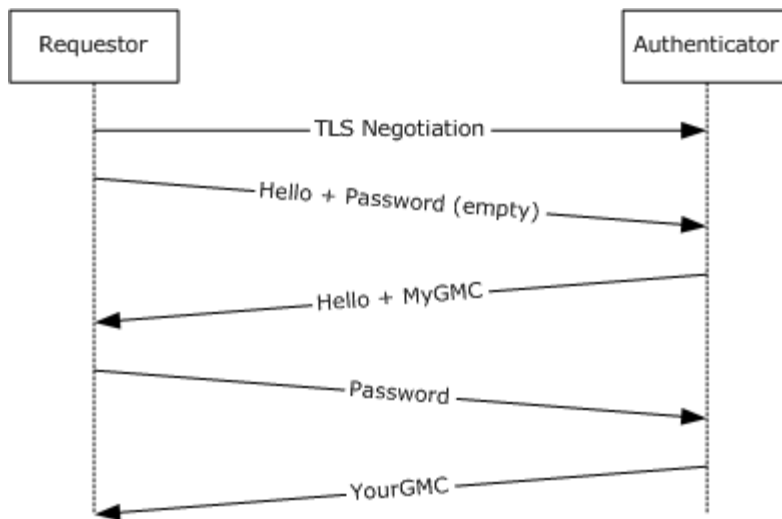 Requestor
Authenticator
TLS Negotiation
Hello + Password (empty)
Hello + MyGMC
Password
YourGMC